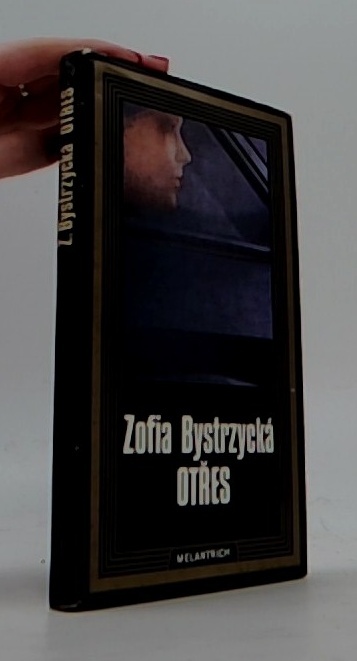 Z. Bystrzycká OTŘES
Zofia Bystrzycká
OTŘES
MELANTRICH